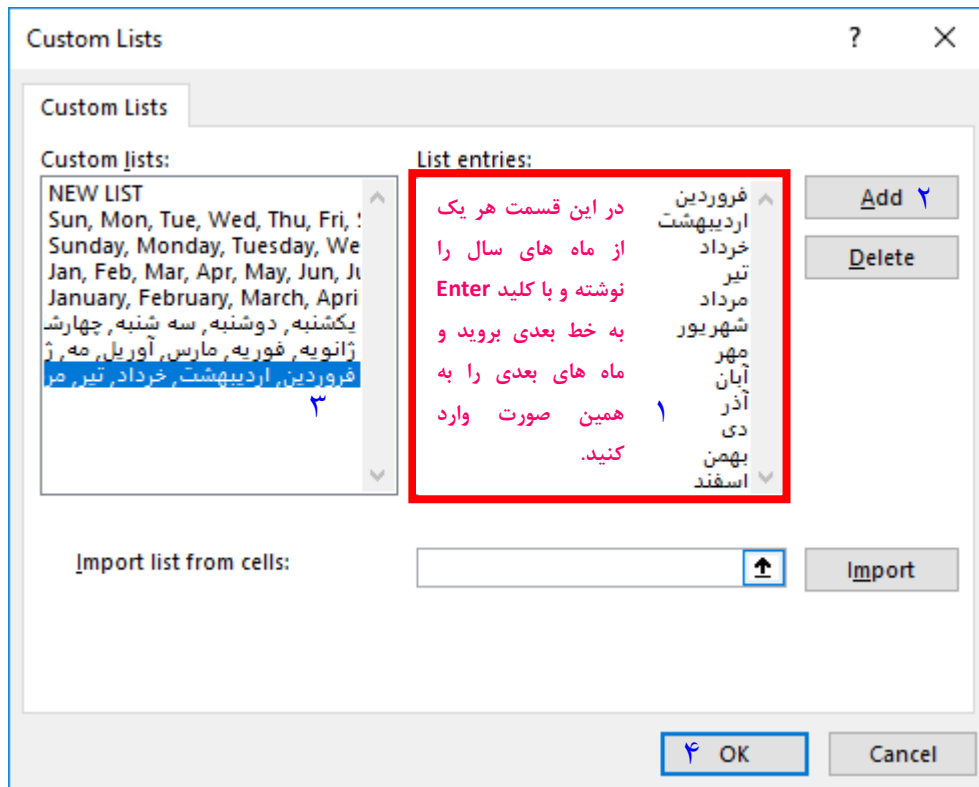 Custom Lists
?
Custom Lists
Custom lists:
NEW LIST
Sun, Mon, Tue, Wed, Thu, Fri, S
Sunday, Monday, Tuesday, We
Jan, Feb, Mar, Apr, May, Jun, Ju
January, February, March, Apri
یکشنبه, دوشنبه, سه شنبه, چهارش
ژانویه, فوریه, مارس, آوریل, مه, ژ
فروردین, اردیبهشت, خرداد, تیر, مر
۳
List entries:
در این قسمت هر یک
از ماه های سال را
نوشته و با کلید Enter
به خط بعدی بروید و
ماه های بعدی را به
همین صورت وارد
کنید.
۱
فروردین
اردیبهشت
خرداد
تیر
مرداد
شهریور
مهر
آبان
آذر
دی
بهمن
اسفند
Add ۲
Delete
Import list from cells:
Import
۴ OK
Cancel